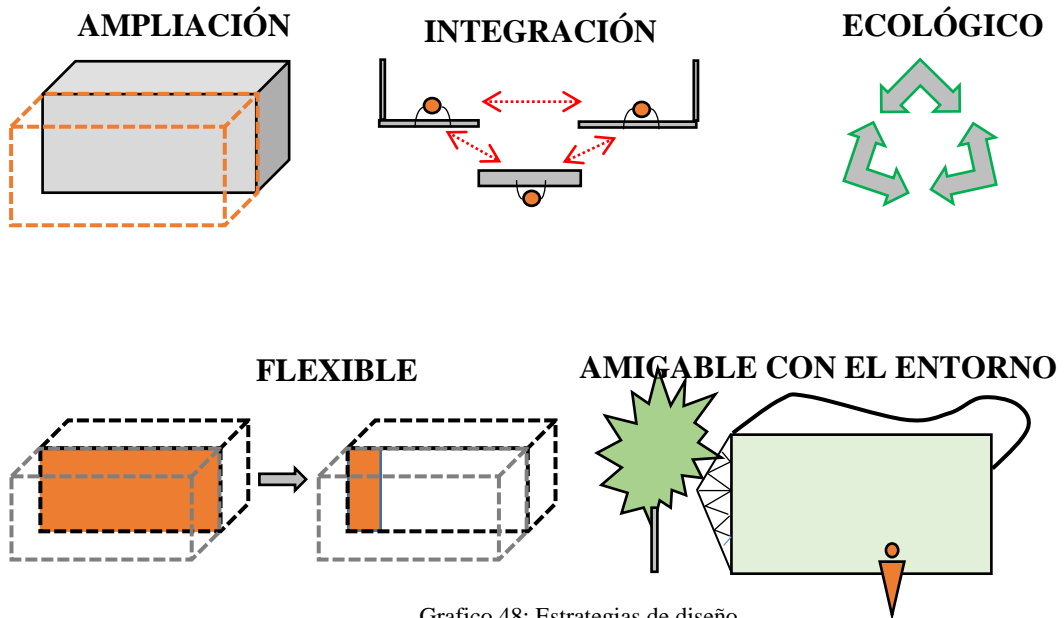 AMPLIACIÓN
INTEGRACIÓN
ECOLÓGICO
FLEXIBLE
AMIGABLE CON EL ENTORNO
Grafico 48: Estrategias de diseño